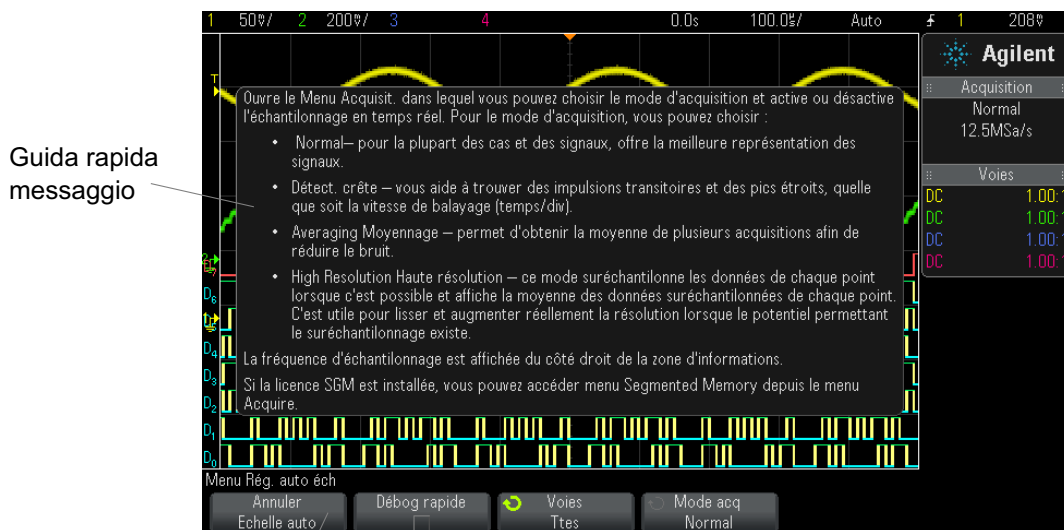 1 50⩒/ 2 200⩒/ 3 4 0.0s 100.0⩒/ Auto 1 208⩒
Agilent
Acquisition
Normal
12.5MSa/s
Voies
DC 1.00:1
DC 1.00:1
DC 1.00:1
DC 1.00:1
Guida rapida
messaggio
T
Ouvre le Menu Acquisit. dans lequel vous pouvez choisir le mode d'acquisition et active ou désactive
l'échantilonnage en temps réel. Pour le mode d'acquisition, vous pouvez choisir :
• Normal– pour la plupart des cas et des signaux, offre la meilleure représentation des
signaux.
• Détect. crête – vous aide à trouver des impulsions transitoires et des pics étroits, quelle
que soit la vitesse de balayage (temps/div).
• Averaging Moyennage – permet d'obtenir la moyenne de plusieurs acquisitions afin de
réduire le bruit.
• High Resolution Haute résolution – ce mode suréchantilonne les données de chaque point
lorsque c'est possible et affiche la moyenne des données suréchantilonnées de chaque point.
C'est utile pour lisser et augmenter réellement la résolution lorsque le potentiel permettant
le suréchantillonnage existe.
La fréquence d'échantilonnage est affichée du côté droit de la zone d'informations.
Si la licence SGM est installée, vous pouvez accéder menu Segmented Memory depuis le menu
Acquire.
D6
D4
D3
D2
D1
D0
Menu Rég. auto éch
Annuler
Echelle auto
Débog rapide
Voies
Ttes
Mode acq
Normal